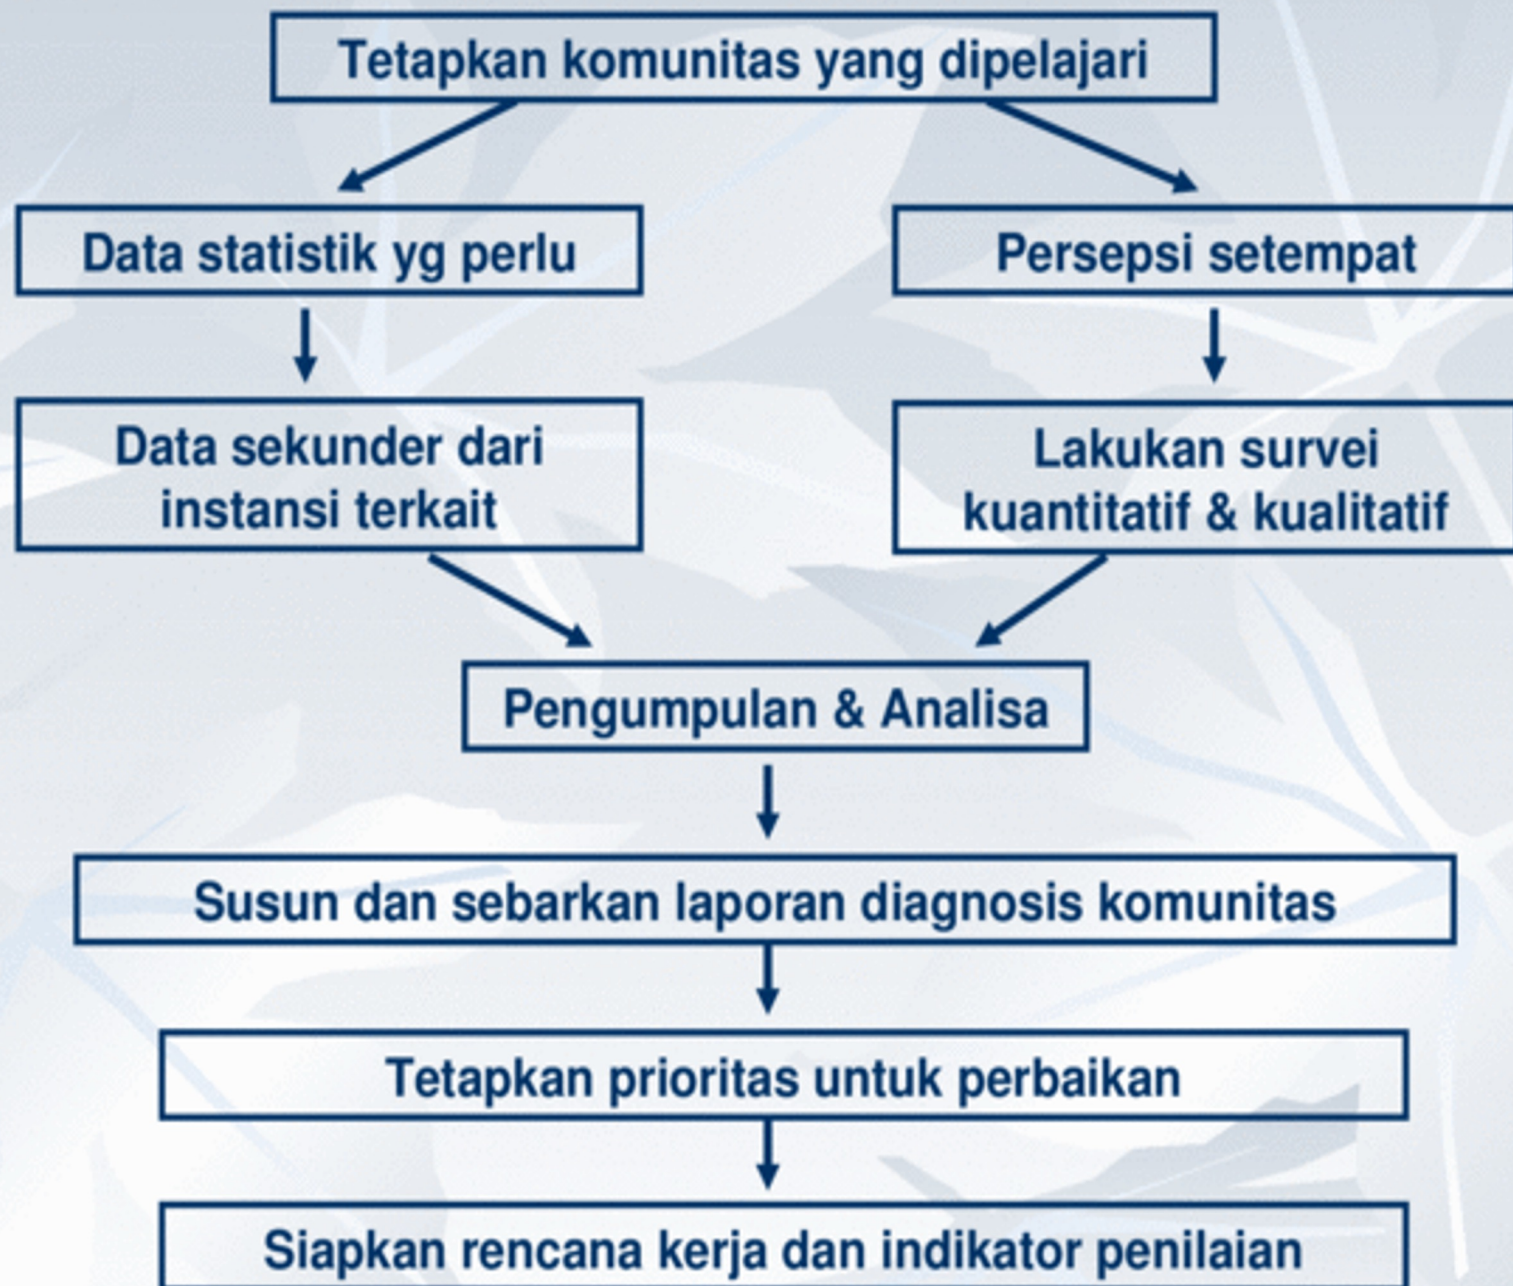 Tetapkan komunitas yang dipelajari
Data statistik yg perlu
Persepsi setempat
Data sekunder dari
instansi terkait
Lakukan survei
kuantitatif & kualitatif
Pengumpulan & Analisa
Susun dan sebarkan laporan diagnosis komunitas
Tetapkan prioritas untuk perbaikan
Siapkan rencana kerja dan indikator penilaian